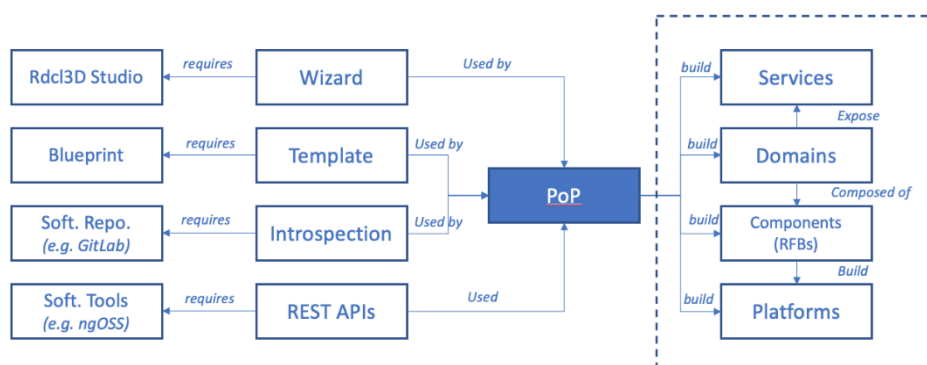 Rdcl3D Studio
requires
Wizard
Used by
build
Services
Expose
Blueprint
requires
Template
Used by
build
Domains
PoP
Composed of
Soft. Repo.
(e.g. GitLab)
requires
Introspection
Used by
build
Components
(RFBs)
Build
Soft. Tools
(e.g. ngOSS)
requires
REST APIs
Used
build
Platforms